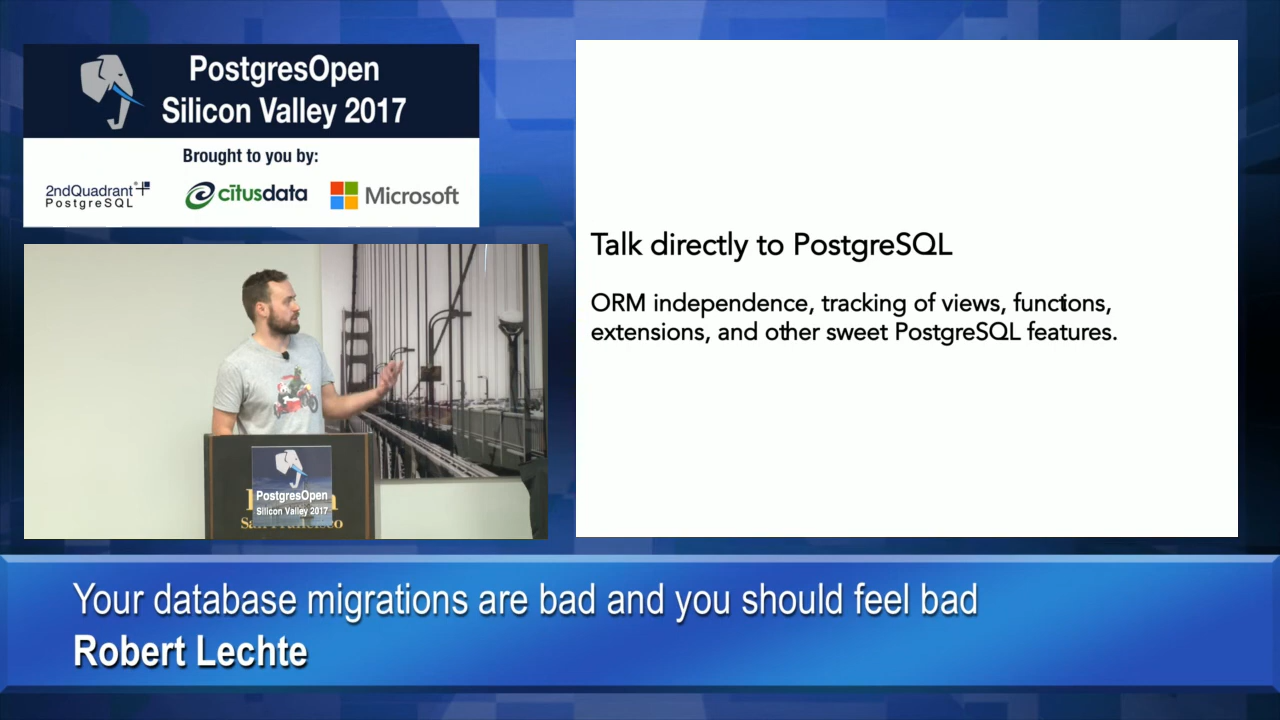 PostgresOpen
Silicon Valley 2017
Brought to you by:
2ndQuadrant
PostgreSQL
citusdata
Microsoft
Talk directly to PostgreSQL
ORM independence, tracking of views, functions,
extensions, and other sweet PostgreSQL features.
PostgresOpen
Silicon Valley 2017
San Francisco
Your database migrations are bad and you should feel bad
Robert Lechte